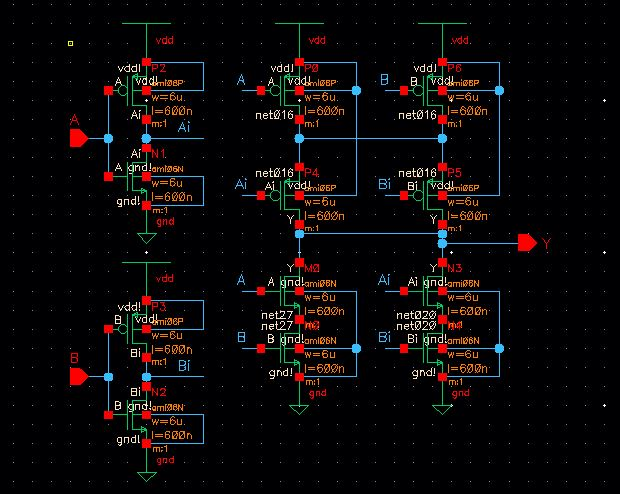 vdd
vdd
vdd
vdd!
P2
A
vdd!
ami06P
w=6u
l=600n
Ai
m:1
A
Ai
Ai
N1
A
gnd!
ami06N
w=6u
l=600n
gnd!
m:1
gnd
vdd!
P0
A
A
vdd!
ami06P
w=6u
l=600n
net016
m:1
vdd!
P6
B
B
vdd!
ami06P
w=6u
l=600n
net016
m:1
net016
P4
Ai
Ai
vdd!
ami06P
w=6u
l=600n
Y
m:1
net016
P5
Bi
Bi
vdd!
ami06P
w=6u
l=600n
Y
m:1
Y
Y
M0
A
A
gnd!
ami06N
w=6u
l=600n
net27
m:1
net27
B
B
gnd!
ami06N
w=6u
l=600n
gnd!
m:1
gnd
Y
N3
Ai
Ai
gnd!
ami06N
w=6u
l=600n
net020
m:1
net020
Bi
Bi
gnd!
ami06N
w=6u
l=600n
gnd!
m:1
gnd
vdd
vdd!
P3
B
vdd!
ami06P
w=6u
l=600n
Bi
m:1
B
Bi
Bi
N2
B
gnd!
ami06N
w=6u
l=600n
gnd!
m:1
gnd